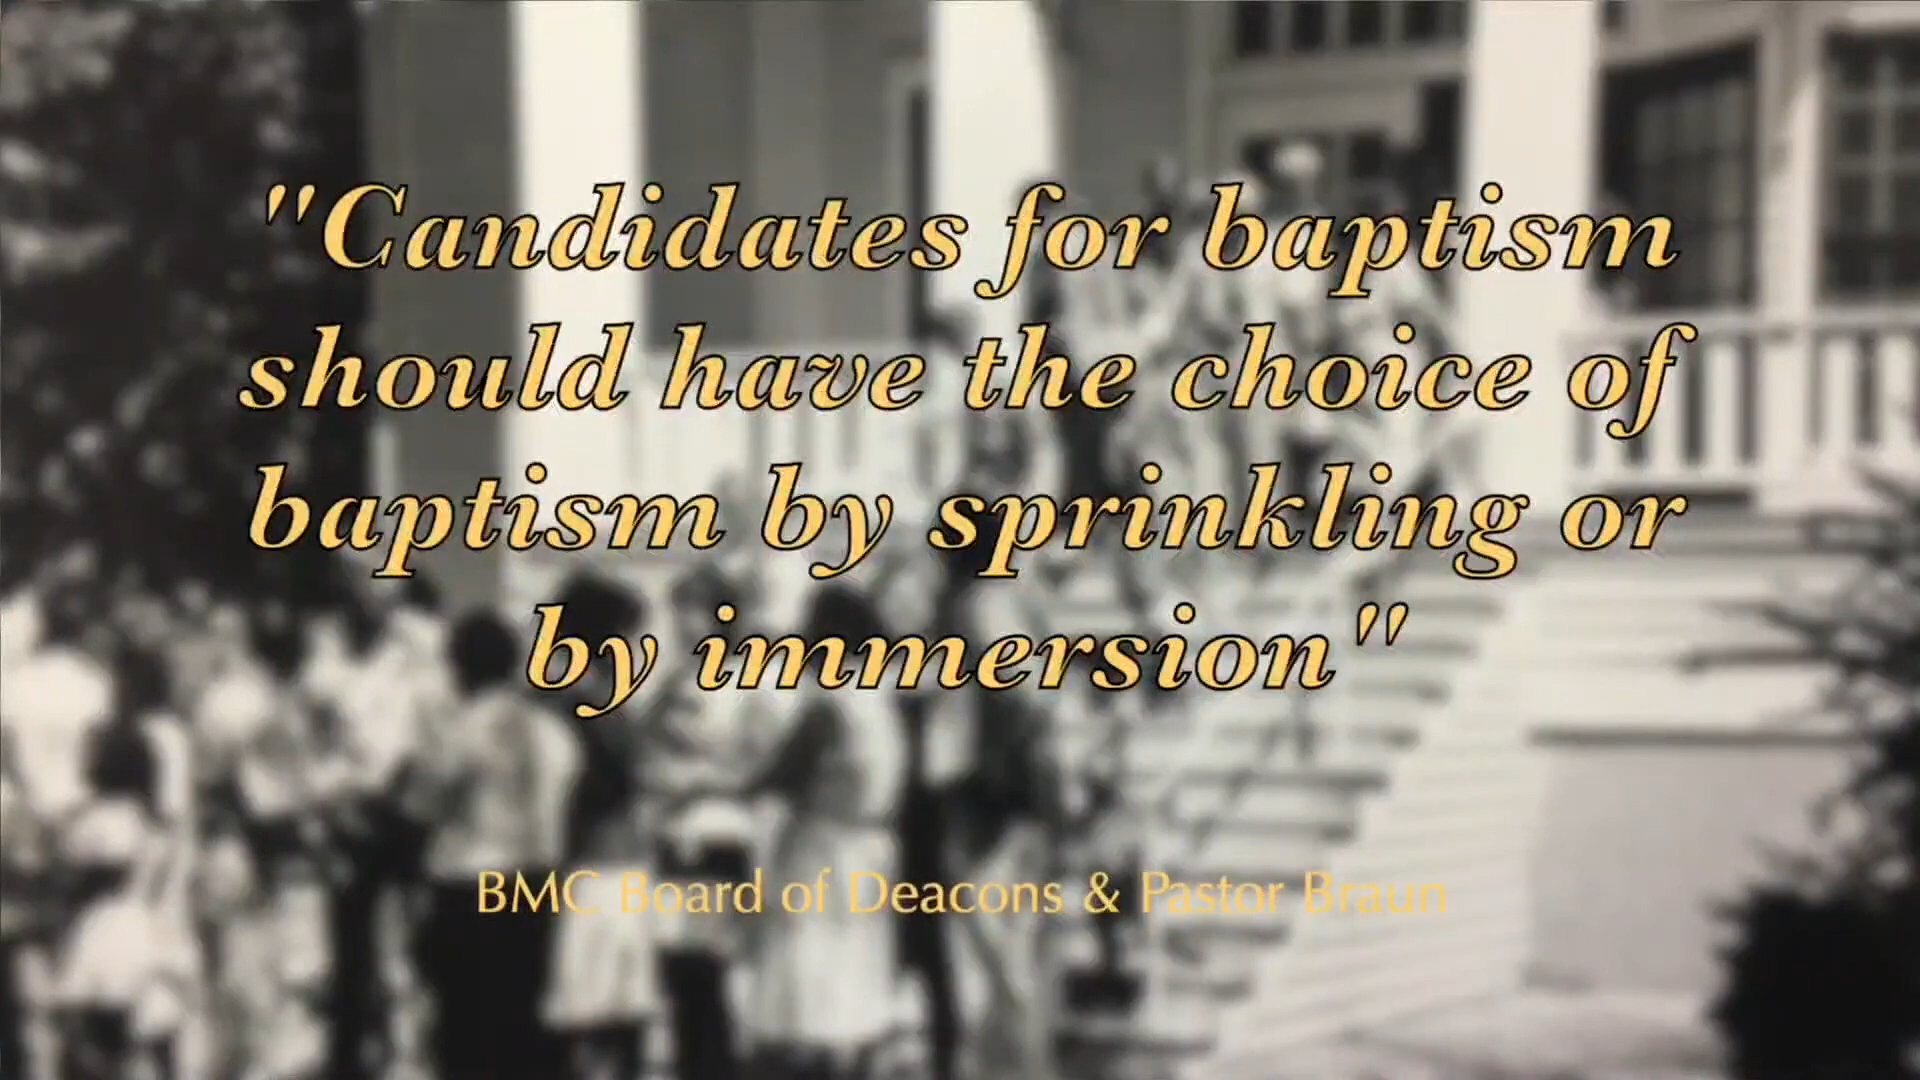 "Candidates for baptism
should have the choice of
baptism by sprinkling or
by immersion"
BMC Board of Deacons & Pastor Braun